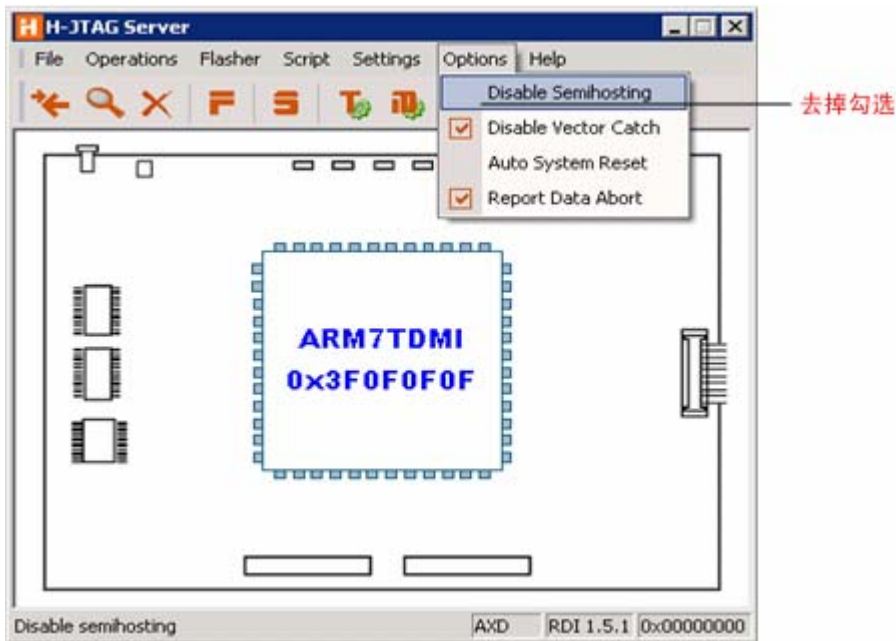 H-JTAG Server
File Operations Flasher Script Settings Options Help
Disable Semihosting
去掉勾选
Disable Vector Catch
Auto System Reset
Report Data Abort
ARM7TDMI
0x3F0F0F0F
Disable semihosting AXD RDI 1.5.1 0x00000000